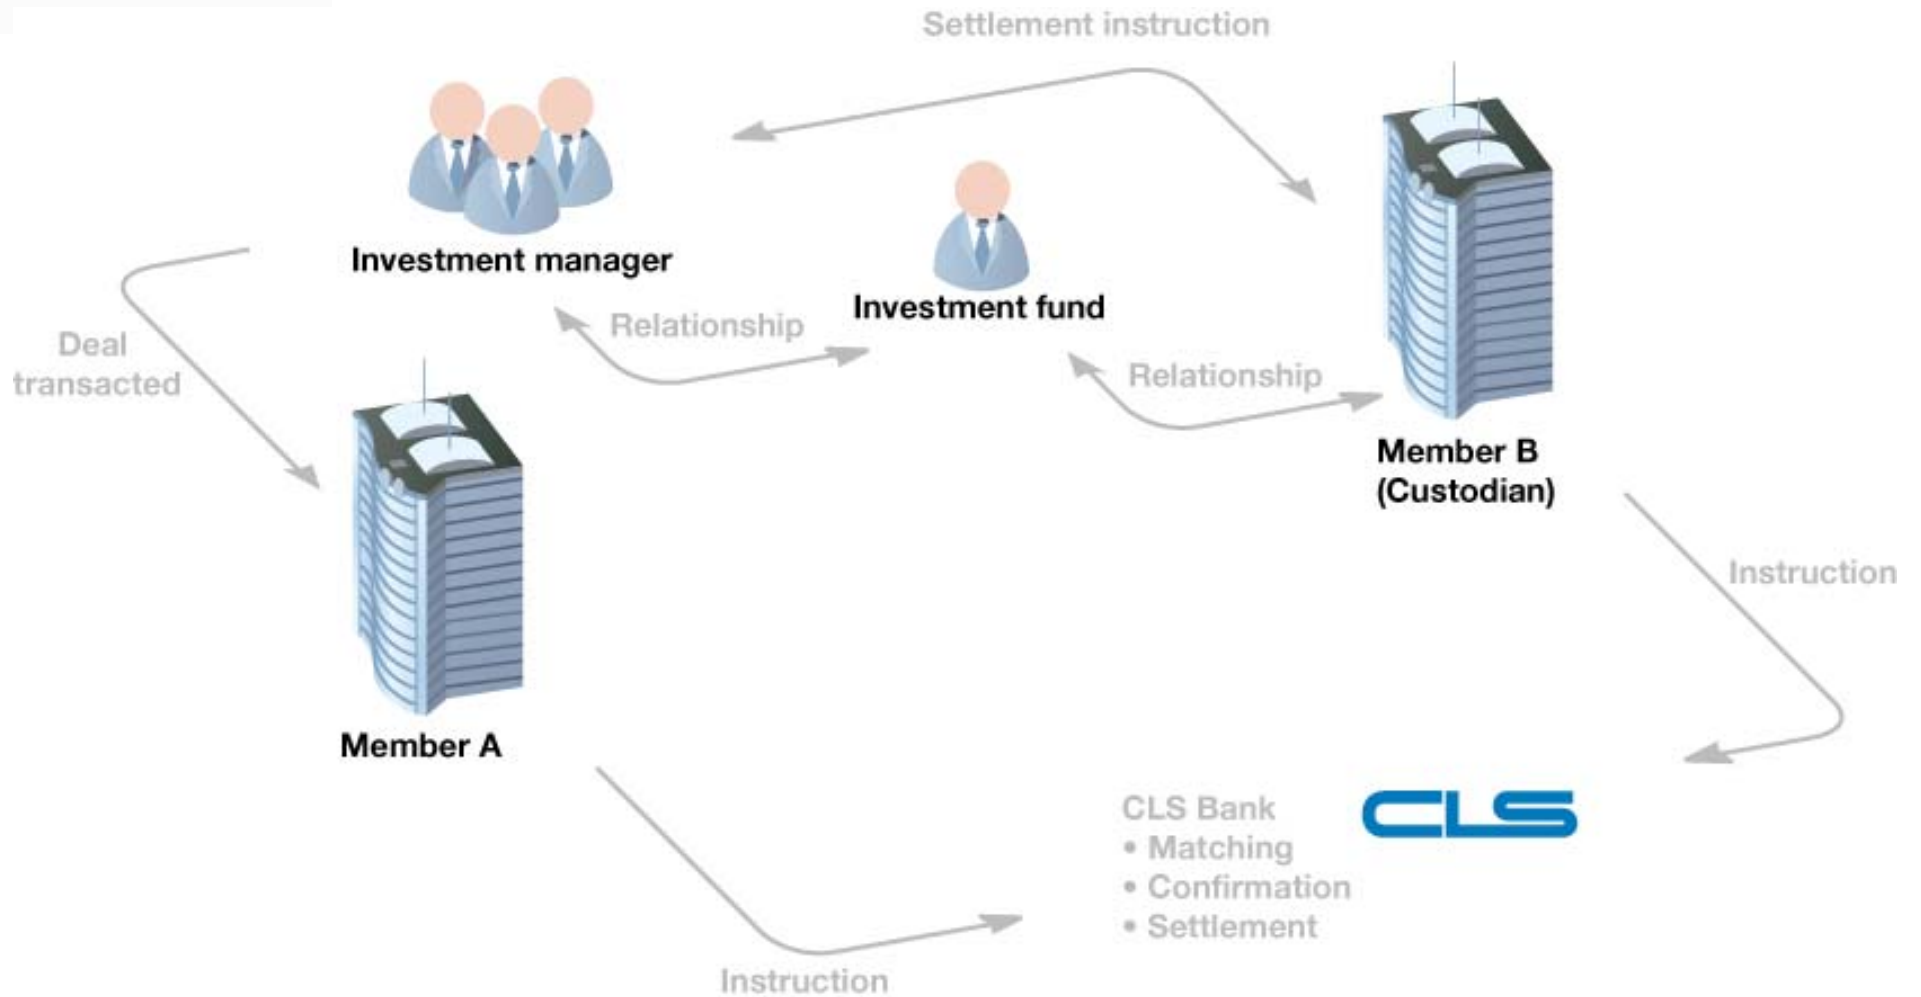 Settlement instruction
Investment manager
Investment fund
Relationship
Deal
transacted
Relationship
Member B
(Custodian)
Instruction
Member A
CLS Bank
CLS
• Matching
• Confirmation
• Settlement
Instruction